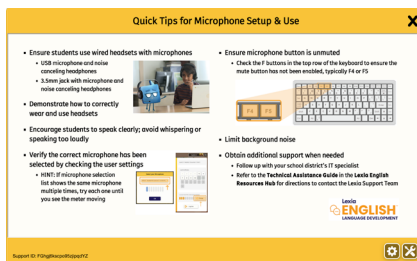 Quick Tips for Microphone Setup & Use
• Ensure students use wired headsets with microphones
• USB microphone and noise
canceling headphones
• 3.5mm jack with microphone and
noise canceling headphones
• Demonstrate how to correctly
wear and use headsets
• Encourage students to speak clearly; avoid whispering or
speaking too loudly
• Verify the correct microphone has
been selected by checking the user settings
• HINT: If microphone selection
list shows the same microphone
multiple times, try each one until
you see the meter moving
• Ensure microphone button is unmuted
• Check the F buttons in the top row of the keyboard to ensure the
mute button has not been enabled, typically F4 or F5
F4 F5
• Limit background noise
• Obtain additional support when needed
• Follow up with your school district's IT specialist
• Refer to the Technical Assistance Guide in the Lexia English
Resources Hub for directions to contact the Lexia Support Team
Lexia
ENGLISH
LANGUAGE DEVELOPMENT